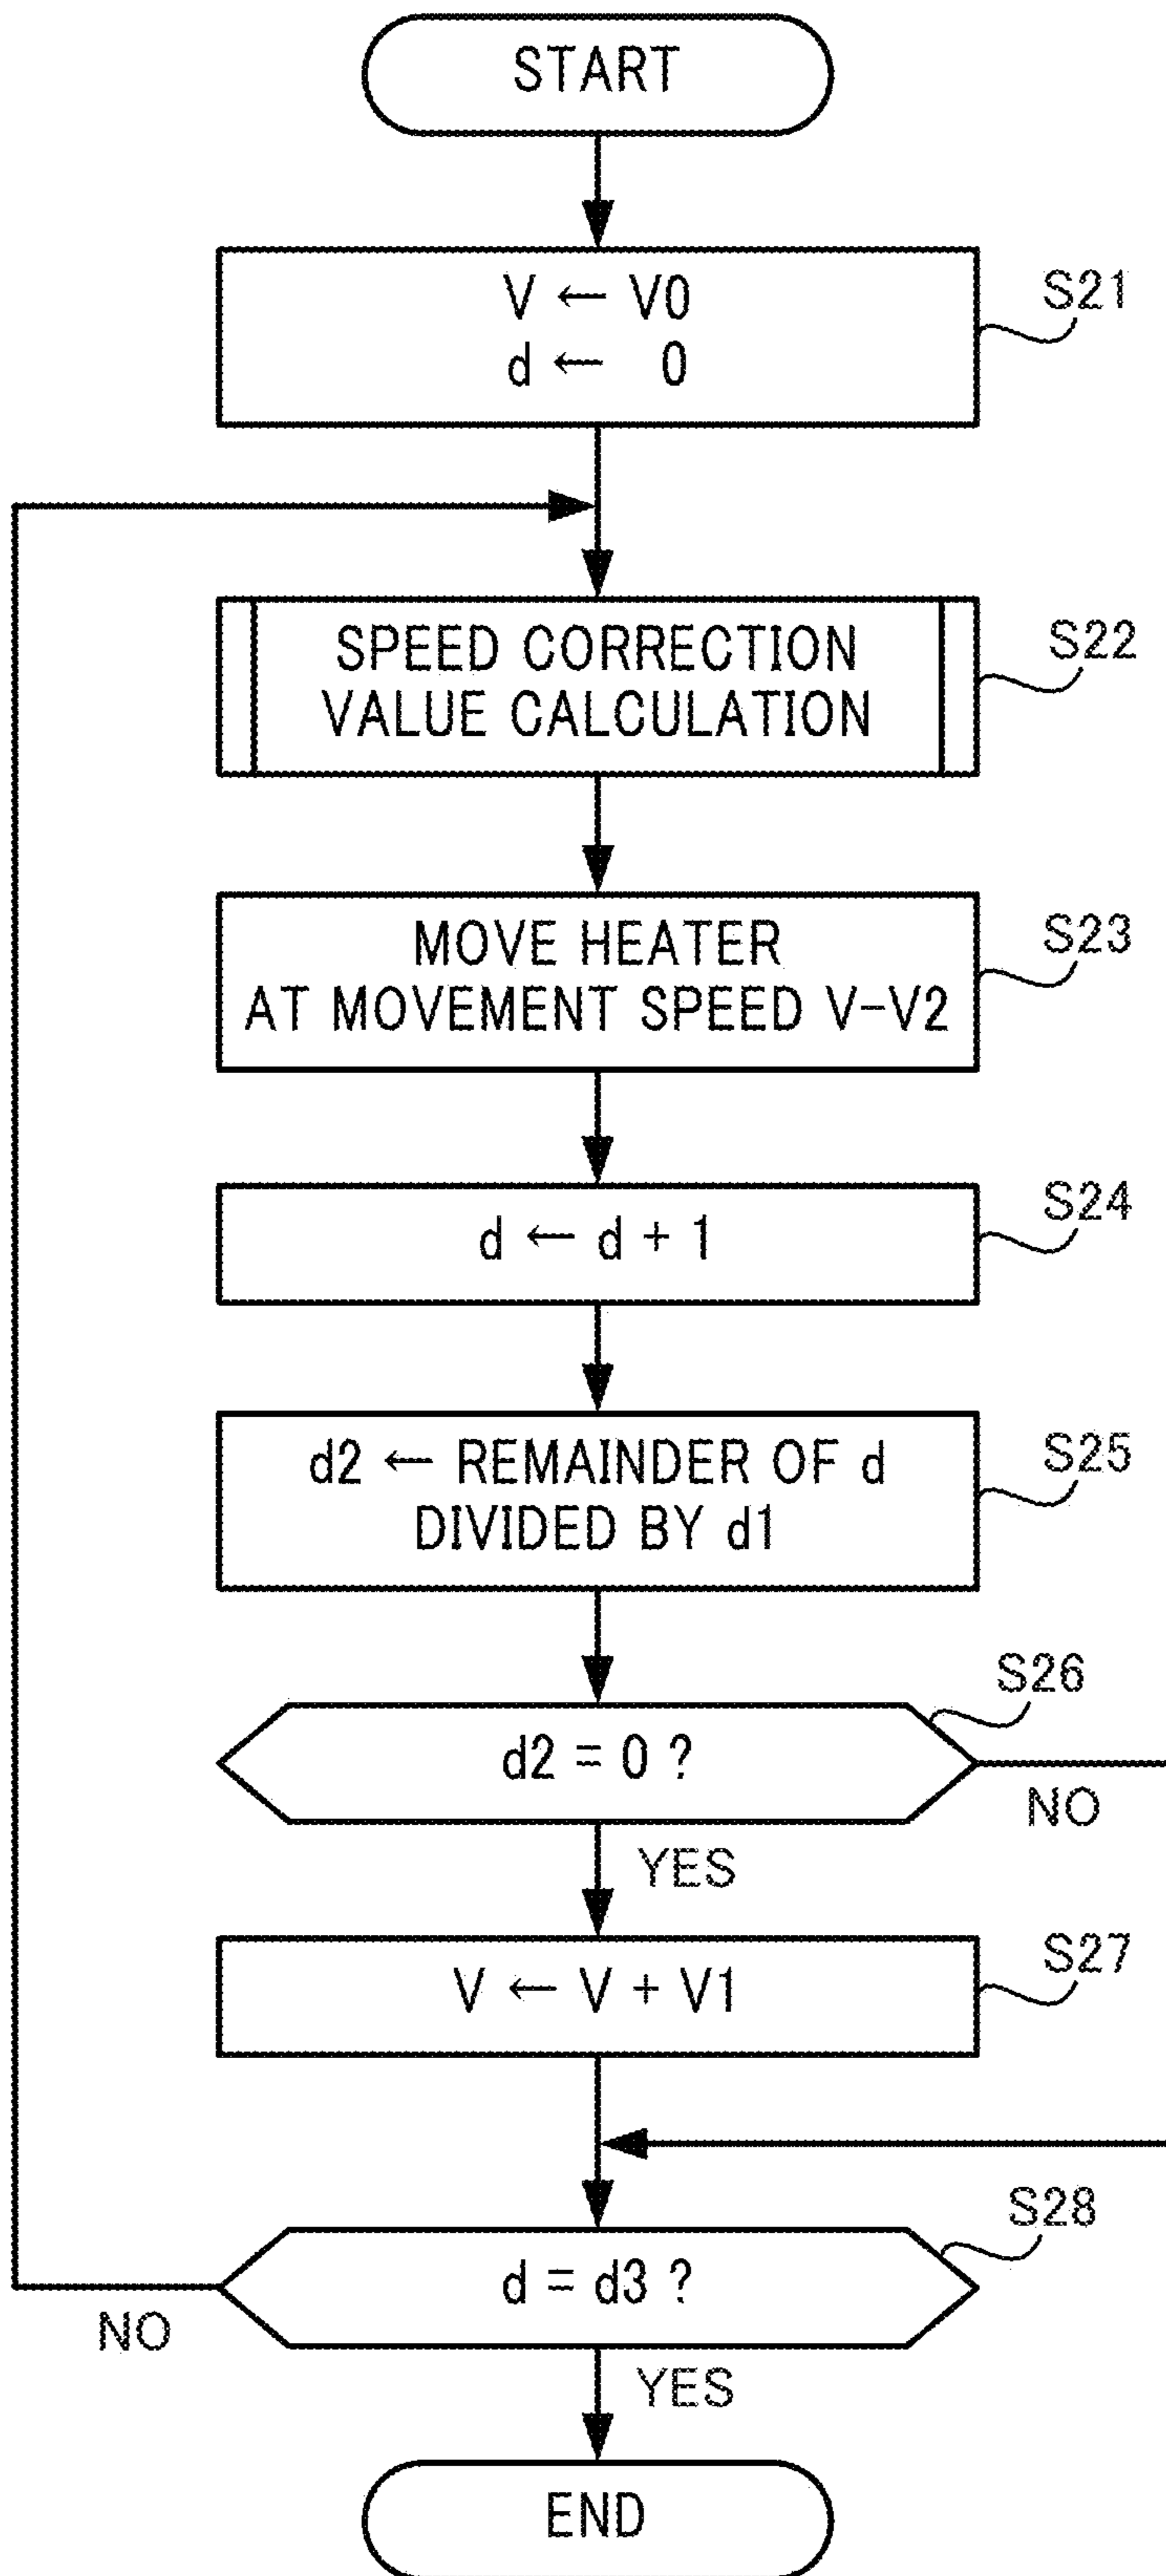 START
V ← V0
d ← 0
S21
SPEED CORRECTION
VALUE CALCULATION
S22
MOVE HEATER
AT MOVEMENT SPEED V-V2
S23
d ← d + 1
S24
d2 ← REMAINDER OF d
DIVIDED BY d1
S25
d2 = 0 ?
S26
NO
YES
V ← V + V1
S27
d = d3 ?
S28
NO
YES
END